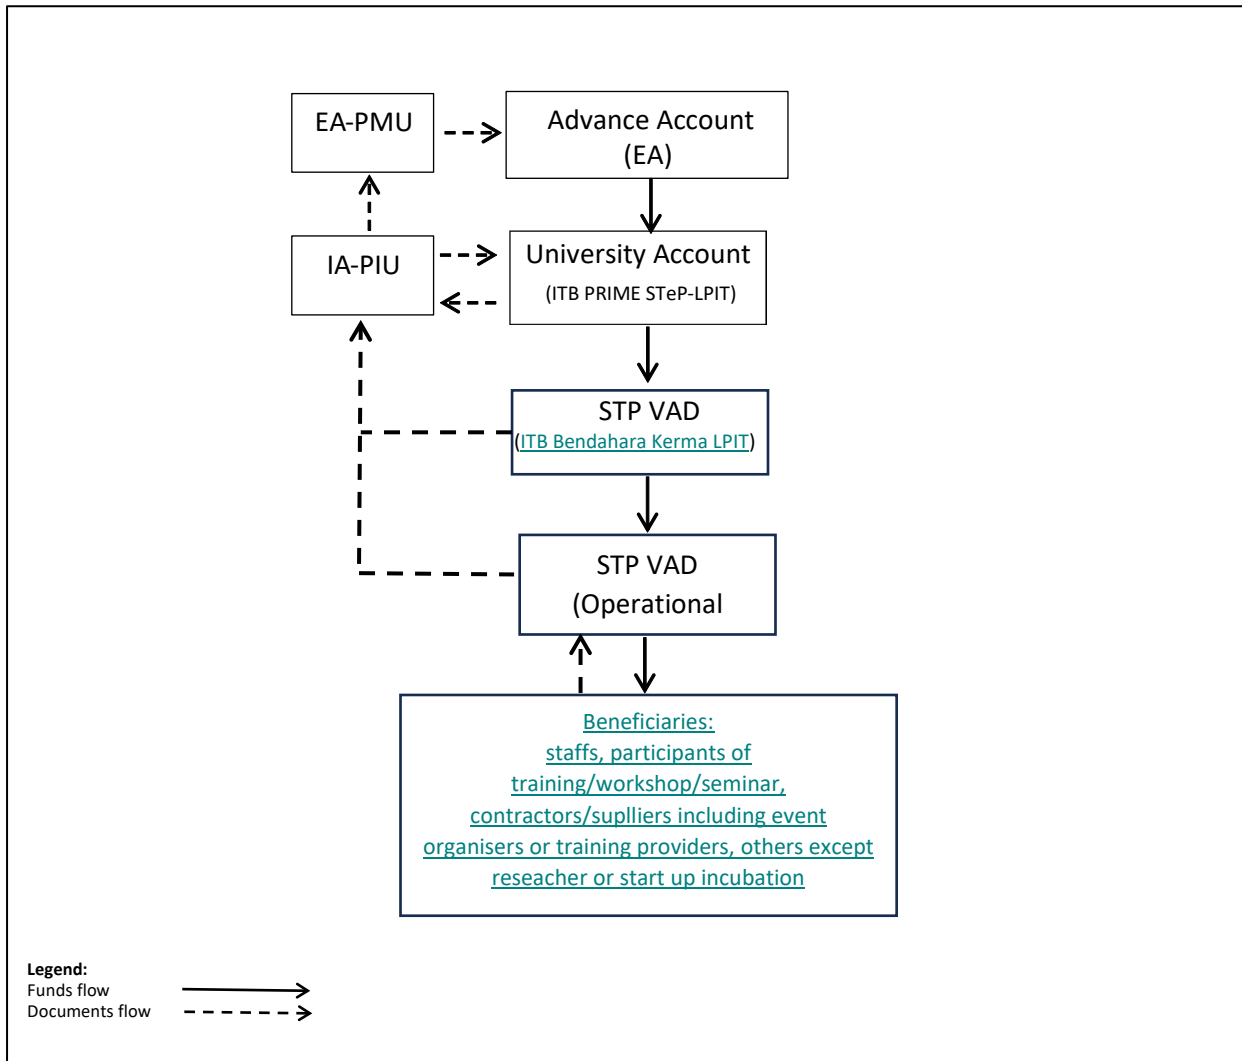 EA-PMU
Advance Account
(EA)
IA-PIU
University Account
(ITB PRIME STeP-LPIT)
STP VAD
(ITB Bendahara Kerma LPIT)
STP VAD
(Operational
Beneficiaries:
staffs, participants of
training/workshop/seminar,
contractors/suplliers including event
organisers or training providers, others except
reseacher or start up incubation
Legend:
Funds flow
Documents flow